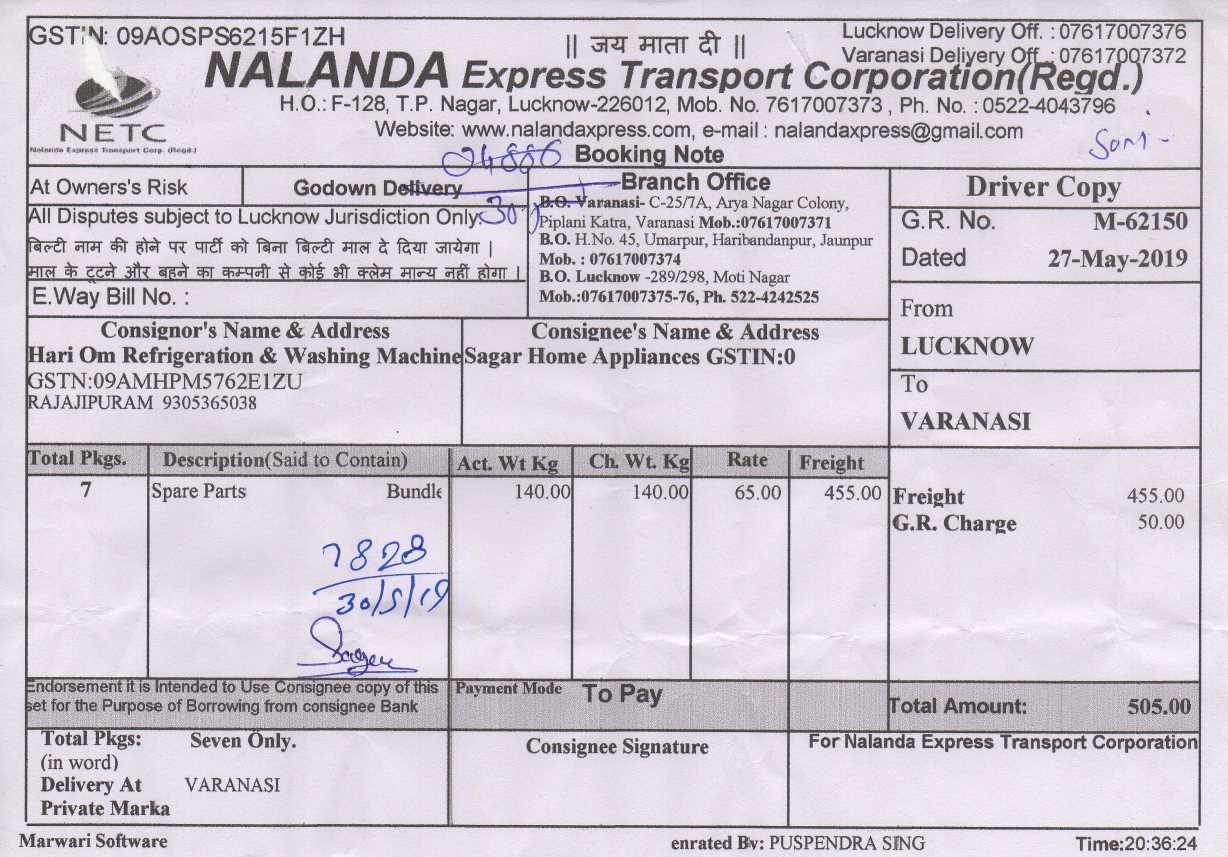 GSTIN: 09AOSPS6215F1ZH
|| जय माता दी ||
Lucknow Delivery Off. : 07617007376
Varanasi Delivery Off. : 07617007372
NALANDA Express Transport Corporation(Regd.)
H.O.: F-128, T.P. Nagar, Lucknow-226012, Mob. No. 7617007373 , Ph. No. : 0522-4043796
Website: www.nalandaxpress.com, e-mail : nalandaxpress@gmail.com
NETC
Nalanda Express Transport Corp. (Regd.)
04886 Booking Note
At Owners's Risk
Godown Delivery
Branch Office
Driver Copy
All Disputes subject to Lucknow Jurisdiction Only.
बिल्टी नाम की होने पर पार्टी को बिना बिल्टी माल दे दिया जायेगा |
माल के टूटने और बहने का कम्पनी से कोई भी क्लेम मान्य नहीं होगा |
E.Way Bill No. :
B.O. Varanasi- C-25/7A, Arya Nagar Colony,
Piplani Katra, Varanasi Mob.:07617007371
B.O. H.No. 45, Umarpur, Haribandanpur, Jaunpur
Mob. : 07617007374
B.O. Lucknow -289/298, Moti Nagar
Mob.:07617007375-76, Ph. 522-4242525
G.R. No. M-62150
Dated 27-May-2019
From
LUCKNOW
To
VARANASI
Consignor's Name & Address
Hari Om Refrigeration & Washing Machine
GSTN:09AMHPM5762E1ZU
RAJAJIPURAM 9305365038
Consignee's Name & Address
Sagar Home Appliances GSTIN:0
Total Pkgs. Description(Said to Contain) Act. Wt Kg Ch. Wt. Kg Rate Freight
7 Spare Parts Bundle 140.00 140.00 65.00 455.00
Freight 455.00
G.R. Charge 50.00
7828
30/5/19
Endorsement it is Intended to Use Consignee copy of this
set for the Purpose of Borrowing from consignee Bank
Payment Mode To Pay
Total Amount: 505.00
Total Pkgs: Seven Only.
(in word)
Delivery At VARANASI
Private Marka
Consignee Signature
For Nalanda Express Transport Corporation
Marwari Software
enrated By: PUSPENDRA SING
Time:20:36:24